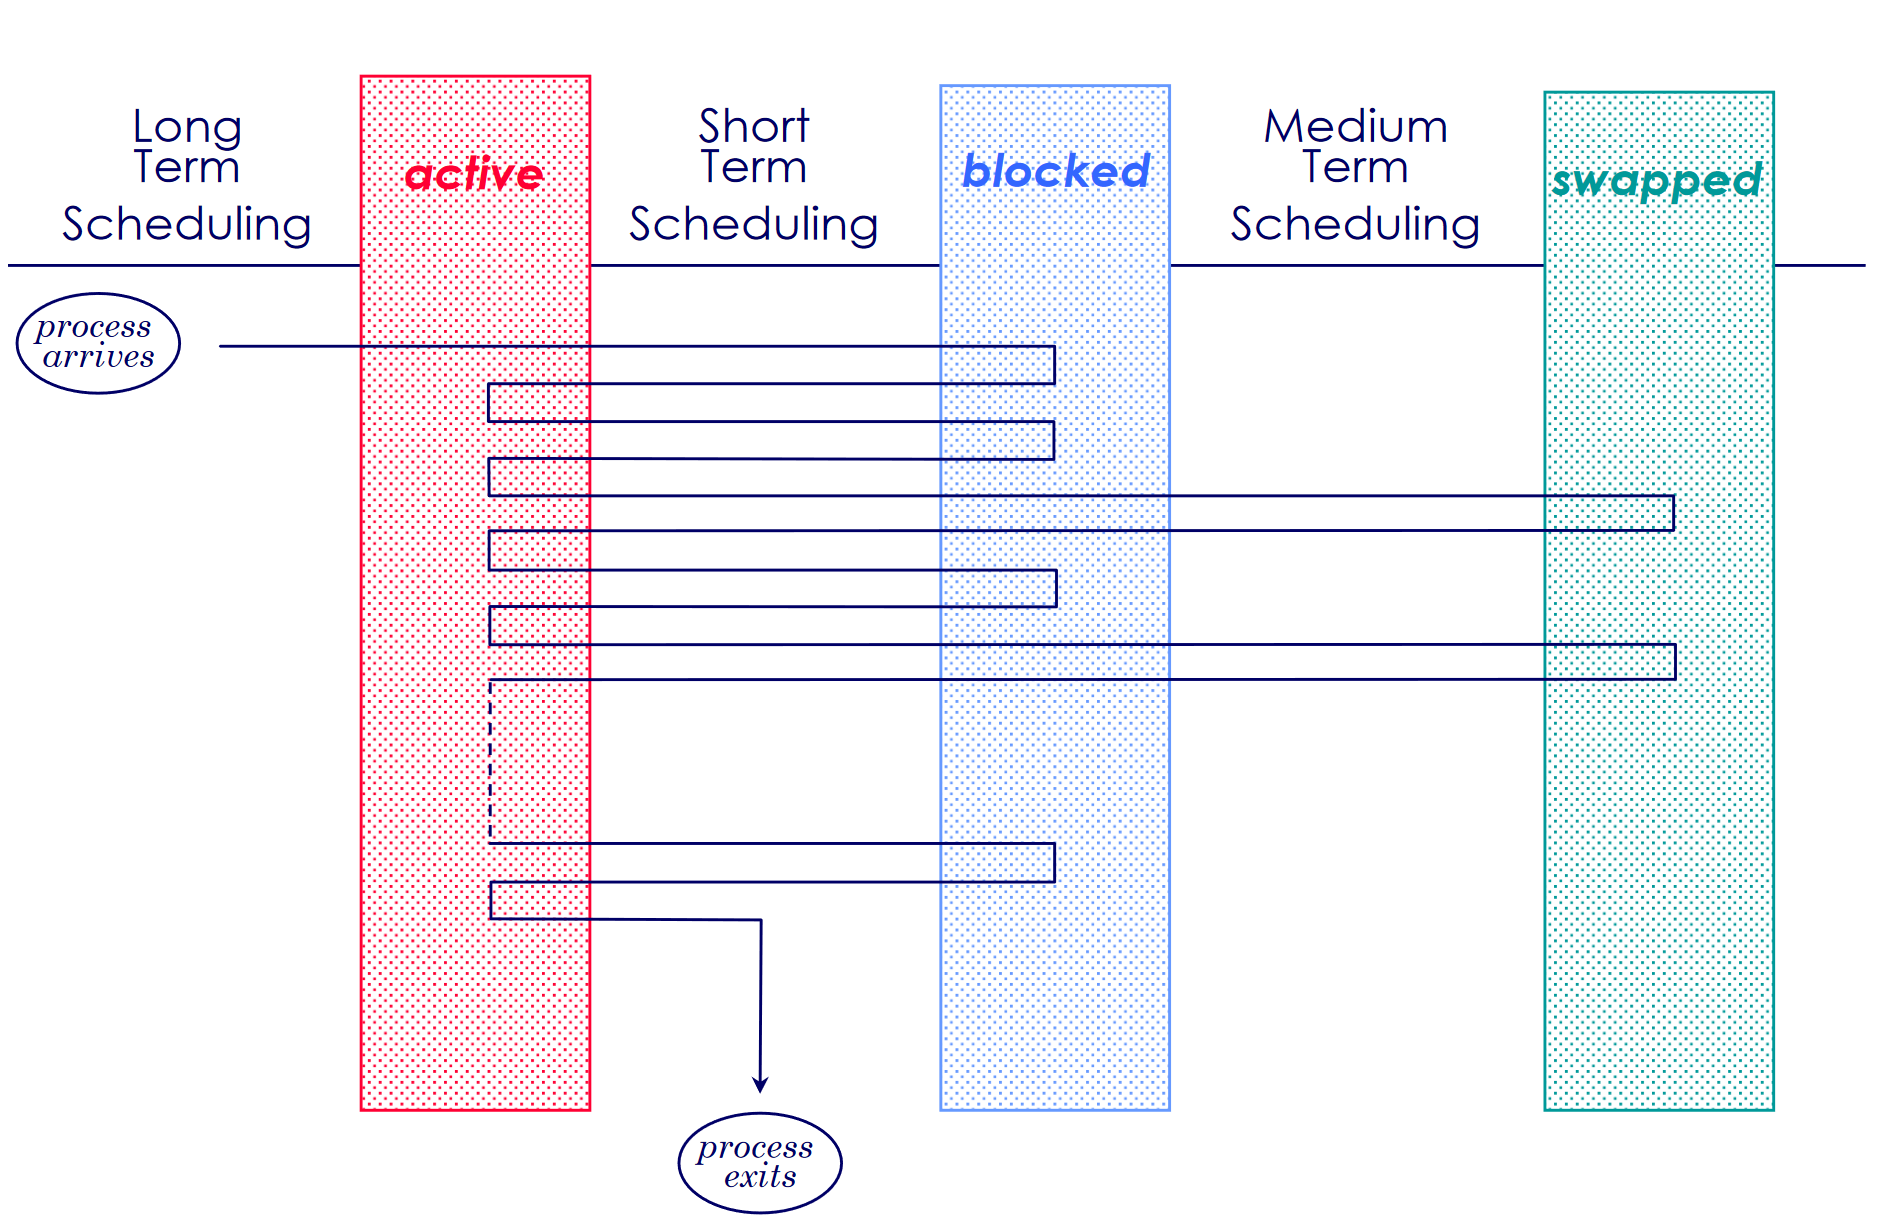 Long
Term
Scheduling
active
Short
Term
Scheduling
blocked
Medium
Term
Scheduling
swapped
process
arrives
process
exits